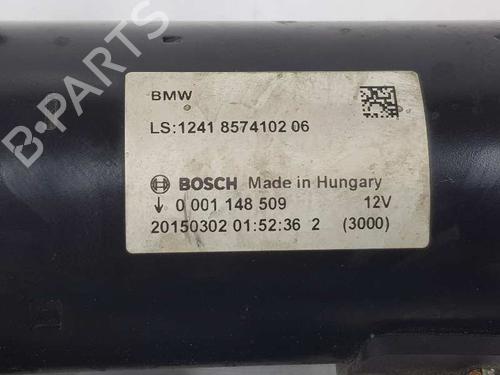 BMW
LS:1241 8574102 06
BOSCH Made in Hungary
↓ 0 001 148 509 12V
20150302 01:52:36 2 (3000)
B-PARTS